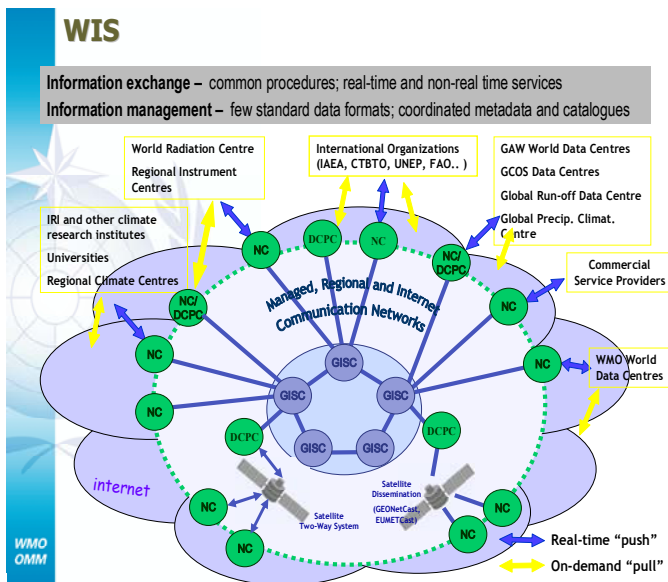 WIS
Information exchange – common procedures; real-time and non-real time services
Information management – few standard data formats; coordinated metadata and catalogues
World Radiation Centre
Regional Instrument
Centres
International Organizations
(IAEA, CTBTO, UNEP, FAO.. )
GAW World Data Centres
GCOS Data Centres
Global Run-off Data Centre
Global Precip. Climat.
Centre
IRI and other climate
research institutes
Universities
Regional Climate Centres
Commercial
Service Providers
WMO World
Data Centres
NC
DCPC
NC
NC/
DCPC
NC/
DCPC
NC
NC
NC
NC
Managed, Regional and Internet
Communication Networks
GISC
GISC
GISC
GISC
GISC
DCPC
DCPC
internet
Satellite
Two-Way System
Satellite
Dissemination
(GEONetCast,
EUMETCast)
NC
NC
NC
NC
WMO
OMM
Real-time “push”
On-demand “pull”